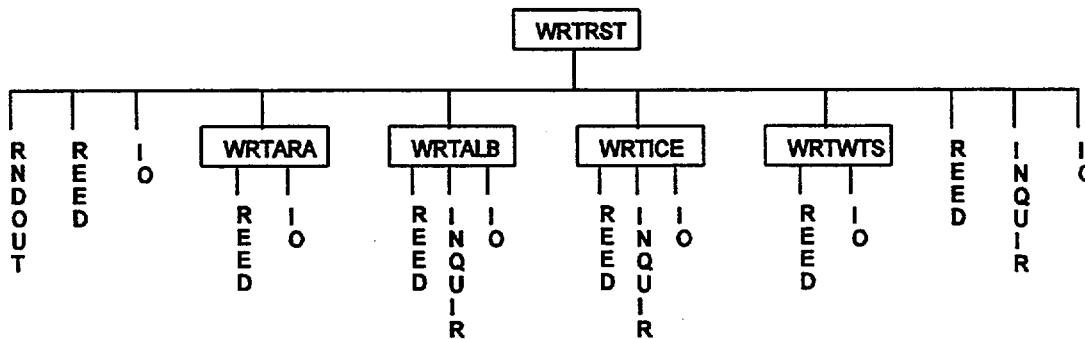 WRTRST
RNDOUT
REED
IO
WRTARA
WRTALB
WRTICE
WRTWTS
REED
INQUIR
IO
REED
IO
REED
INQUIR
IO
REED
INQUIR
IO
REED
IO